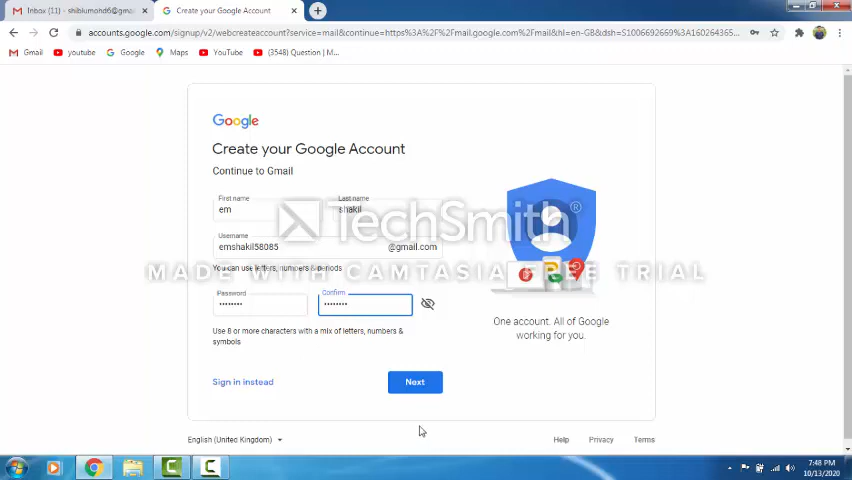 Inbox (11) - shiblumohd6@gma
Create your Google Account
accounts.google.com/signup/v2/webcreateaccount?service=mail&continue=https%3A%2F%2Fmail.google.com%2Fmail&hl=en-GB&dsh=S1006692669%3A160264365...
Gmail
youtube
Google
Maps
YouTube
(3548) Question | M...
Google
Create your Google Account
Continue to Gmail
First name
Last name
em
shakil
TechSmith®
Username
emshakil58085
@gmail.com
You can use letters, numbers & periods
MADE WITH CAMTASIA FREE TRIAL
Password
Confirm
••••••••
••••••••
Use 8 or more characters with a mix of letters, numbers &
symbols
One account. All of Google
working for you.
Sign in instead
Next
English (United Kingdom)
Help
Privacy
Terms
7:48 PM
10/13/2020